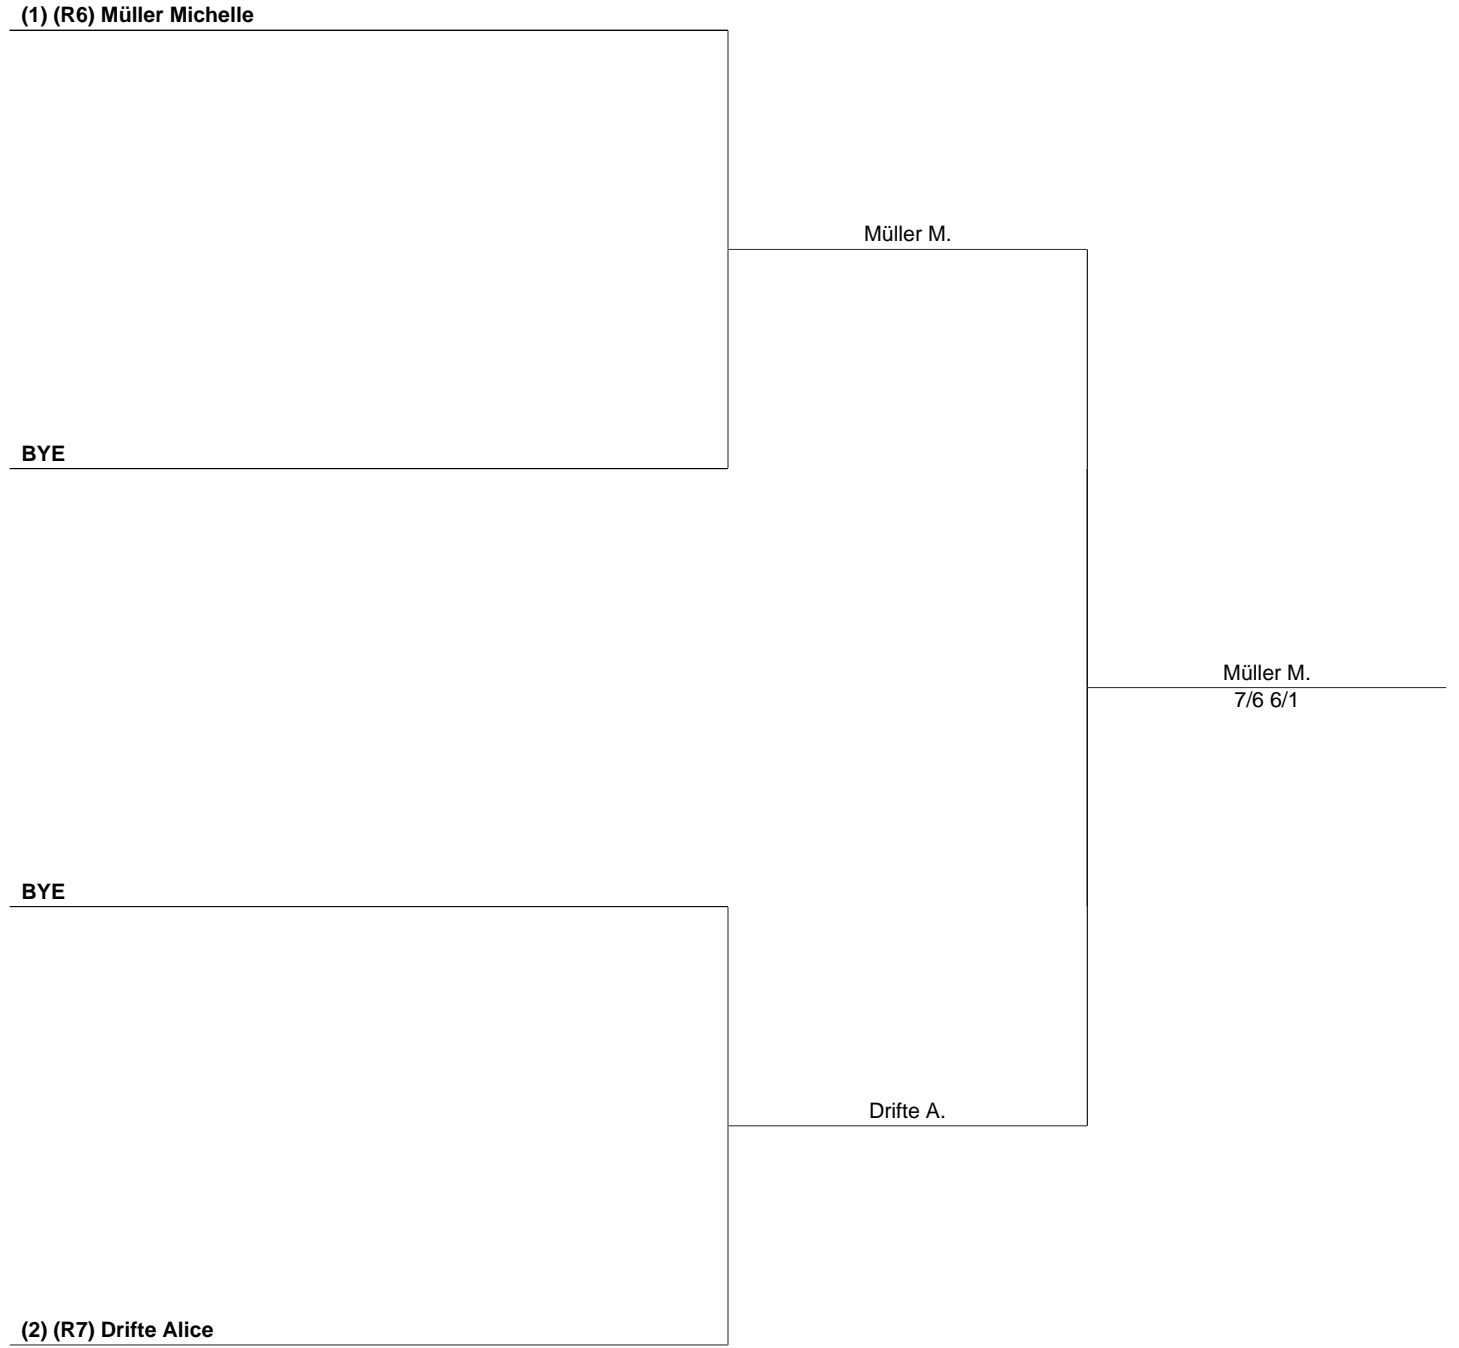 (1) (R6) Müller Michelle
Müller M.
BYE
Müller M.
7/6 6/1
BYE
Drifte A.
(2) (R7) Drifte Alice